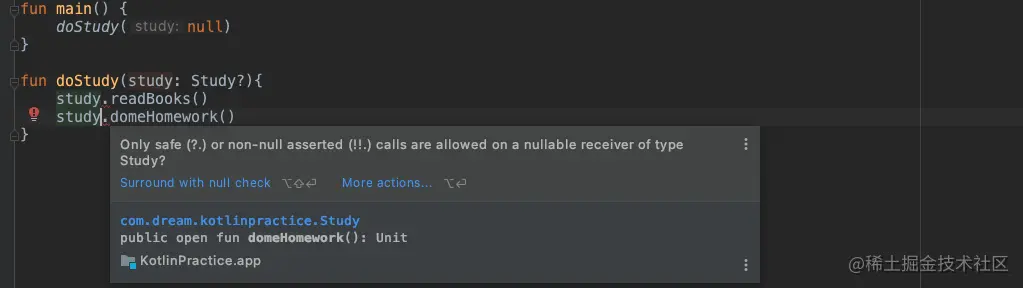 fun main() {
doStudy( study: null)
}
fun doStudy(study: Study?){
study.readBooks()
study.domeHomework()
}
Only safe (?.) or non-null asserted (!!.) calls are allowed on a nullable receiver of type
Study?
Surround with null check ⌥⇧⏎ More actions... ⌥⏎
com.dream.kotlinpractice.Study
public open fun domeHomework(): Unit
KotlinPractice.app
@稀土掘金技术社区